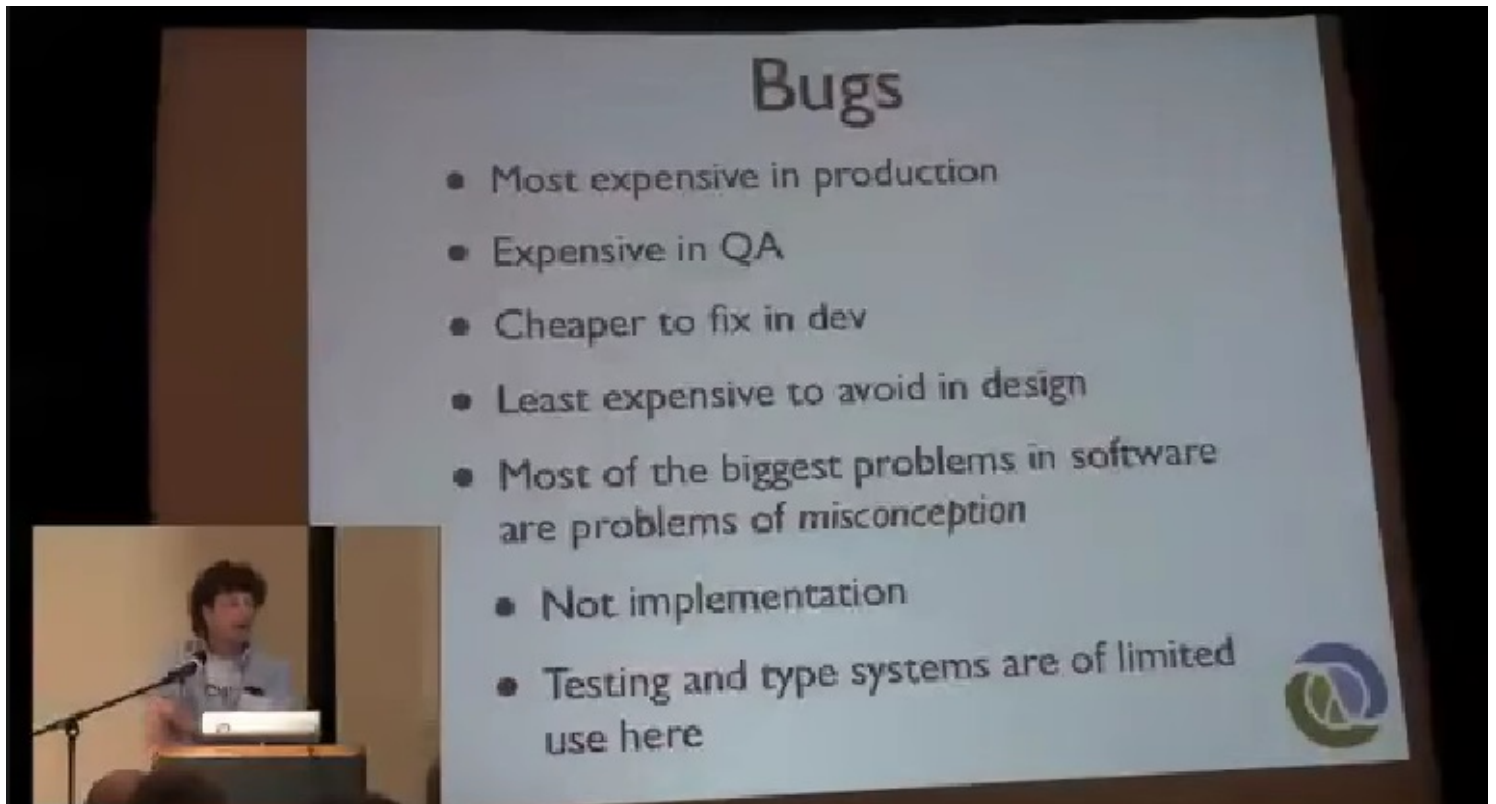 Bugs
• Most expensive in production
• Expensive in QA
• Cheaper to fix in dev
• Least expensive to avoid in design
• Most of the biggest problems in software
are problems of misconception
• Not implementation
• Testing and type systems are of limited
use here